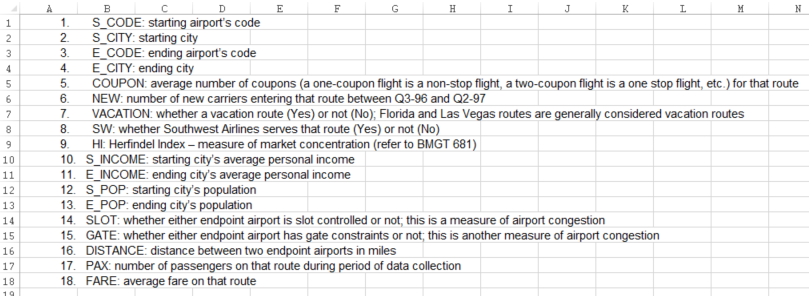 A B C D E F G H I J K L M N
1 1. S_CODE: starting airport's code
2 2. S_CITY: starting city
3 3. E_CODE: ending airport's code
4 4. E_CITY: ending city
5 5. COUPON: average number of coupons (a one-coupon flight is a non-stop flight, a two-coupon flight is a one stop flight, etc.) for that route
6 6. NEW: number of new carriers entering that route between Q3-96 and Q2-97
7 7. VACATION: whether a vacation route (Yes) or not (No); Florida and Las Vegas routes are generally considered vacation routes
8 8. SW: whether Southwest Airlines serves that route (Yes) or not (No)
9 9. HI: Herfindel Index – measure of market concentration (refer to BMGT 681)
10 10. S_INCOME: starting city's average personal income
11 11. E_INCOME: ending city's average personal income
12 12. S_POP: starting city's population
13 13. E_POP: ending city's population
14 14. SLOT: whether either endpoint airport is slot controlled or not; this is a measure of airport congestion
15 15. GATE: whether either endpoint airport has gate constraints or not; this is another measure of airport congestion
16 16. DISTANCE: distance between two endpoint airports in miles
17 17. PAX: number of passengers on that route during period of data collection
18 18. FARE: average fare on that route
19